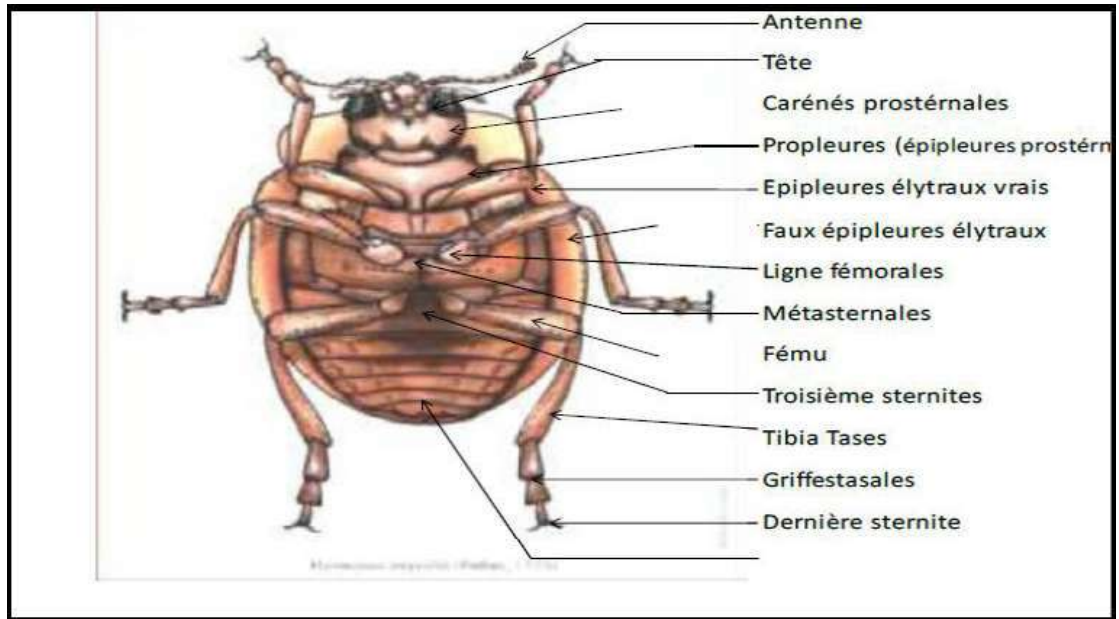 Antenne
Tête
Carénés prostérnales
Propleures (épipleures prostérn
Epipleures élytraux vrais
Faux épipleures élytraux
Ligne fémorales
Métasternales
Fému
Troisième sternites
Tibia Tases
Griffestasales
Dernière sternite